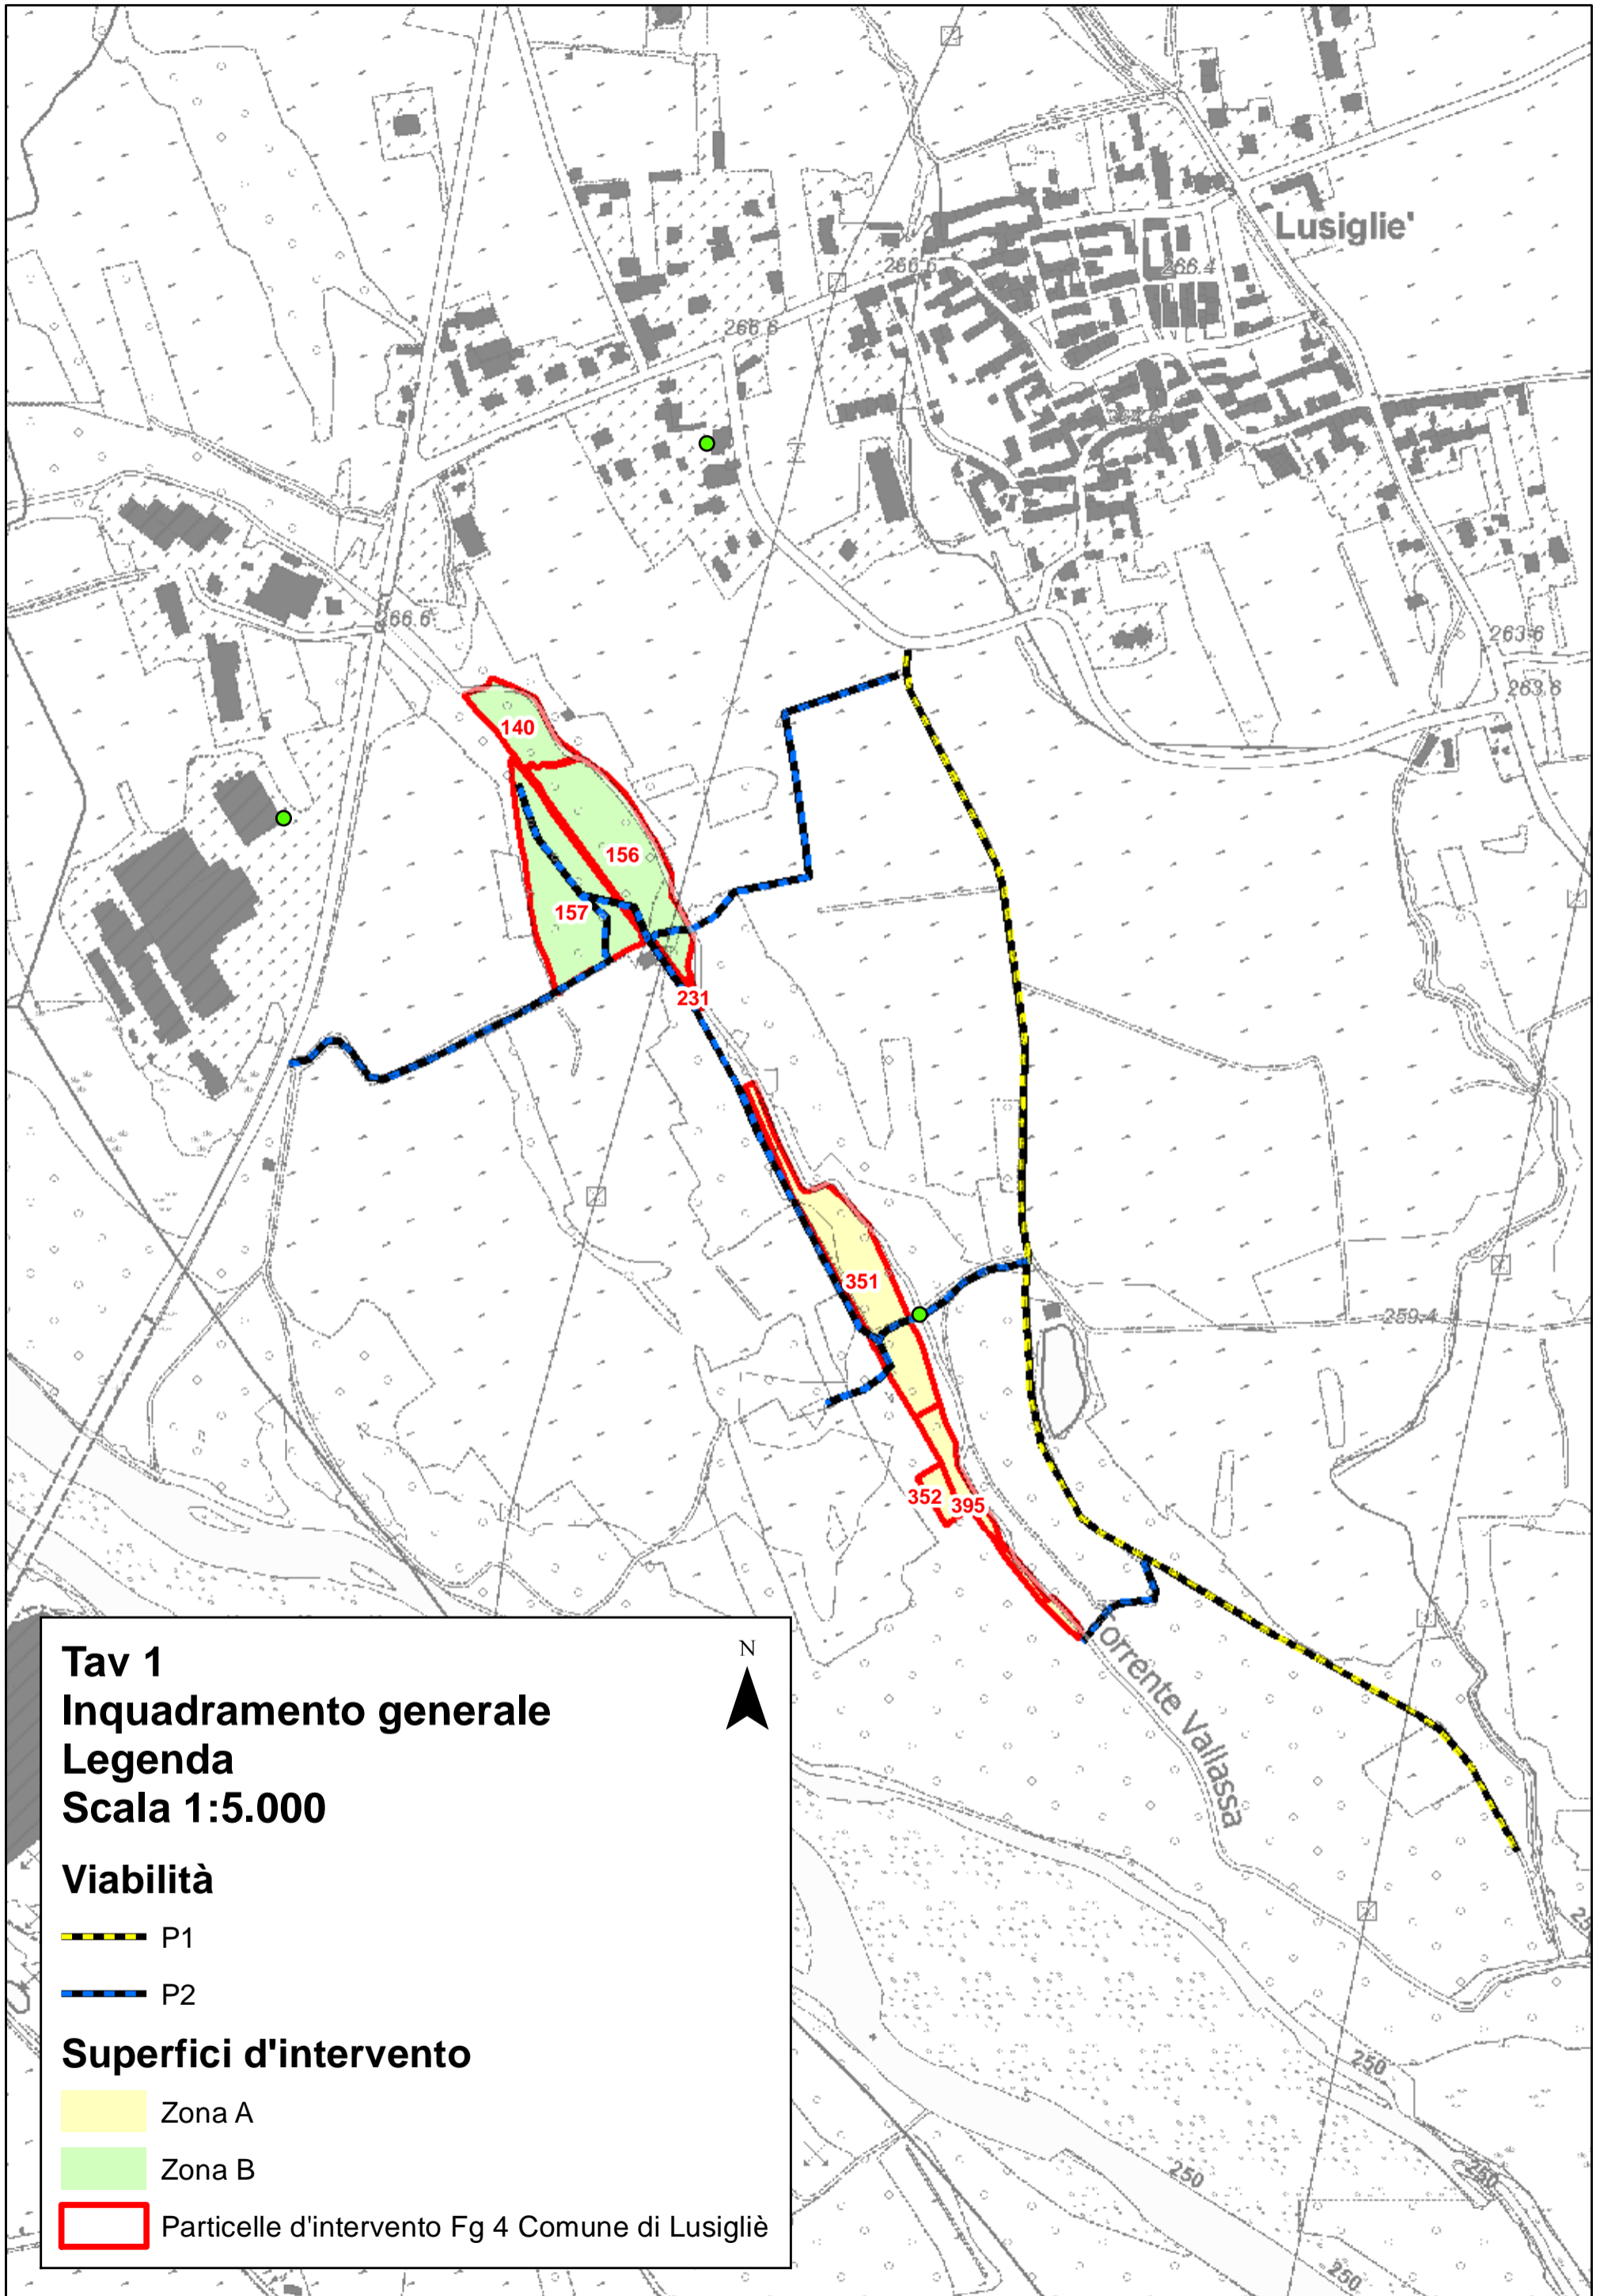 Lusiglie'
266.6
266.4
266.6
266.6
263.6
263.6
140
156
157
231
351
259.4
352
395
Torrente Vallassa
250
250
250
250
Tav 1
Inquadramento generale
Legenda
Scala 1:5.000
N
Viabilità
P1
P2
Superfici d'intervento
Zona A
Zona B
Particelle d'intervento Fg 4 Comune di Lusigliè